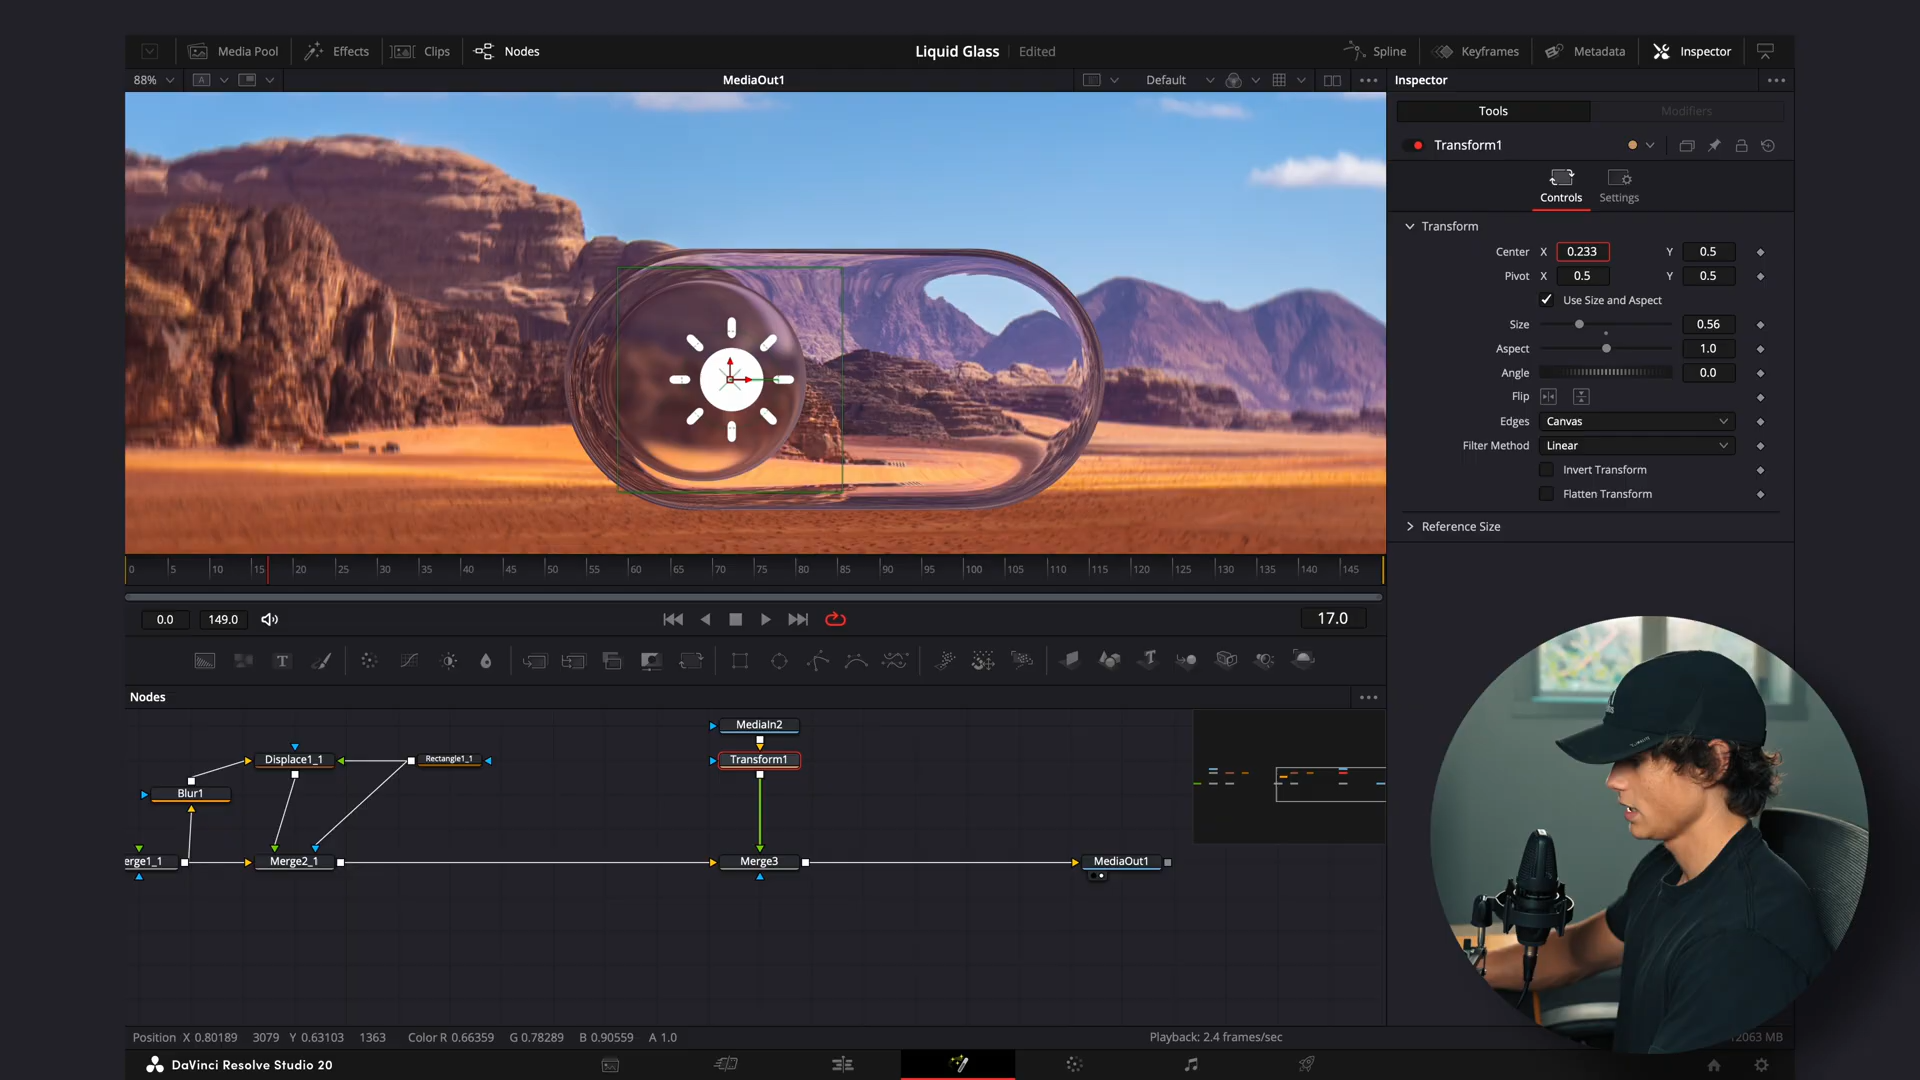 Media Pool Effects Clips Nodes Liquid Glass Edited Spline Keyframes Metadata Inspector
88% MediaOut1 Default Inspector
Tools Modifiers
Transform1
Controls Settings
Transform
Center X 0.233 Y 0.5
Pivot X 0.5 Y 0.5
Use Size and Aspect
Size 0.56
Aspect 1.0
Angle 0.0
Flip
Edges Canvas
Filter Method Linear
Invert Transform
Flatten Transform
Reference Size
0 5 10 15 20 25 30 35 40 45 50 55 60 65 70 75 80 85 90 95 100 105 110 115 120 125 130 135 140 145
0.0 149.0 17.0
T
Nodes
MediaIn2
Displace1_1 Rectangle1_1 Transform1
Blur1
erge1_1 Merge2_1 Merge3 MediaOut1
Position X 0.80189 3079 Y 0.63103 1363 Color R 0.66359 G 0.78289 B 0.90559 A 1.0 Playback: 2.4 frames/sec 12063 MB
DaVinci Resolve Studio 20